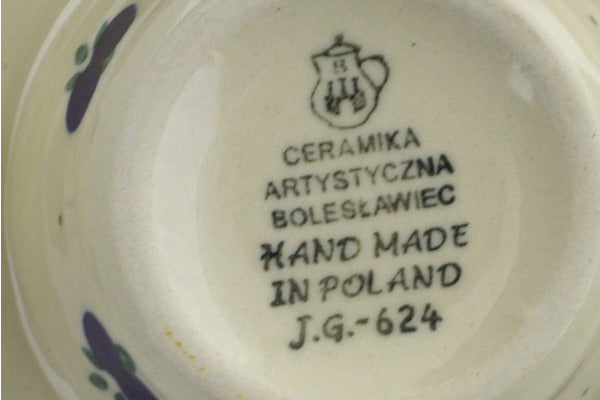 B
CERAMIKA
ARTYSTYCZNA
BOLESŁAWIEC
HAND MADE
IN POLAND
J.G.-624